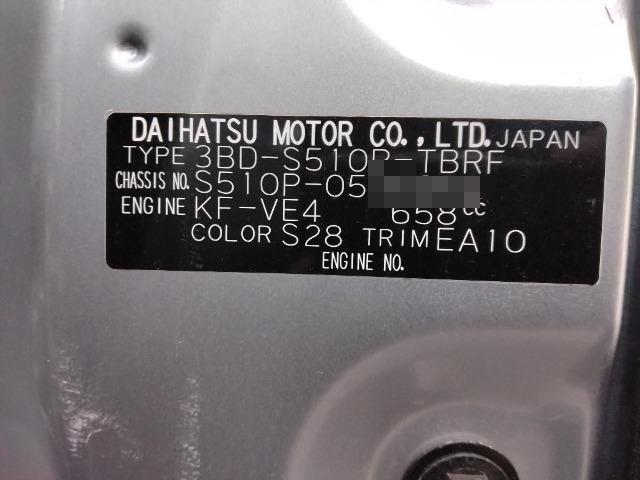 DAIHATSU MOTOR CO., LTD. JAPAN
TYPE 3BD-S510P-TBRF
CHASSIS NO. S510P-05
ENGINE KF-VE4 658cc
COLOR S28 TRIM EA10
ENGINE NO.